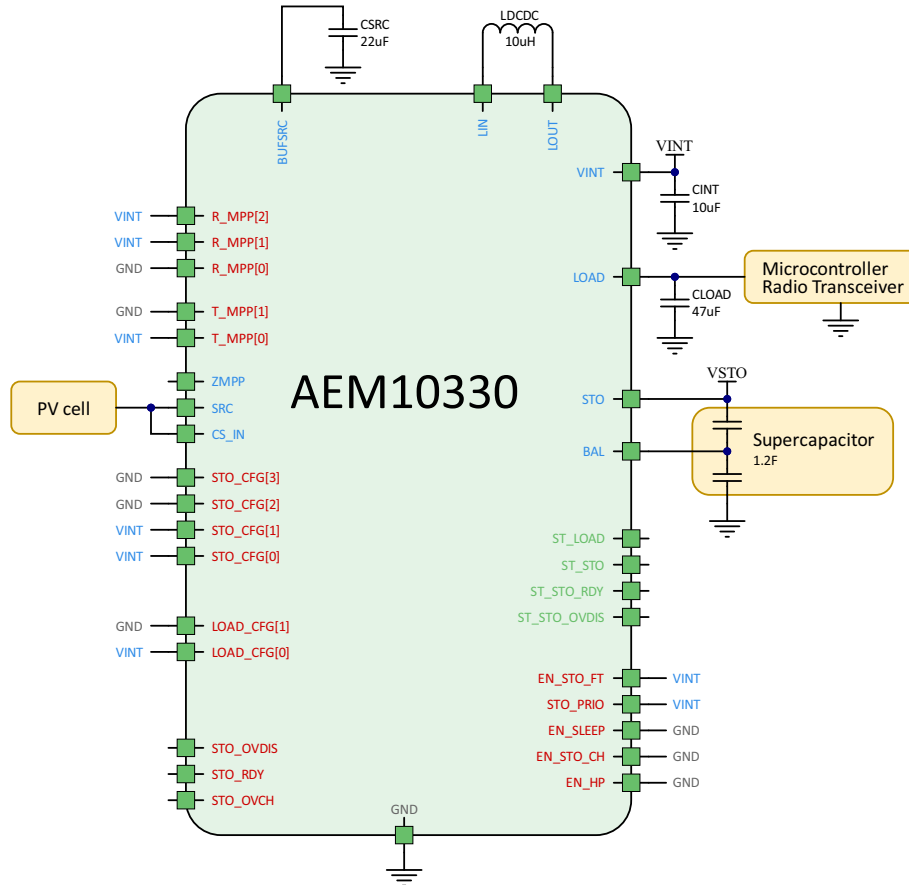 CSRC
22uF
LDCDC
10uH
BUFSRC
LIN
LOUT
VINT
VINT
CINT
10uF
VINT
R_MPP[2]
VINT
R_MPP[1]
GND
R_MPP[0]
LOAD
Microcontroller
Radio Transceiver
CLOAD
47uF
GND
T_MPP[1]
VINT
T_MPP[0]
ZMPP
AEM10330
PV cell
SRC
CS_IN
VSTO
STO
BAL
Supercapacitor
1.2F
GND
STO_CFG[3]
GND
STO_CFG[2]
VINT
STO_CFG[1]
VINT
STO_CFG[0]
ST_LOAD
ST_STO
ST_STO_RDY
ST_STO_OVDIS
GND
LOAD_CFG[1]
VINT
LOAD_CFG[0]
EN_STO_FT
VINT
STO_PRIO
VINT
EN_SLEEP
GND
EN_STO_CH
GND
EN_HP
GND
STO_OVDIS
STO_RDY
STO_OVCH
GND